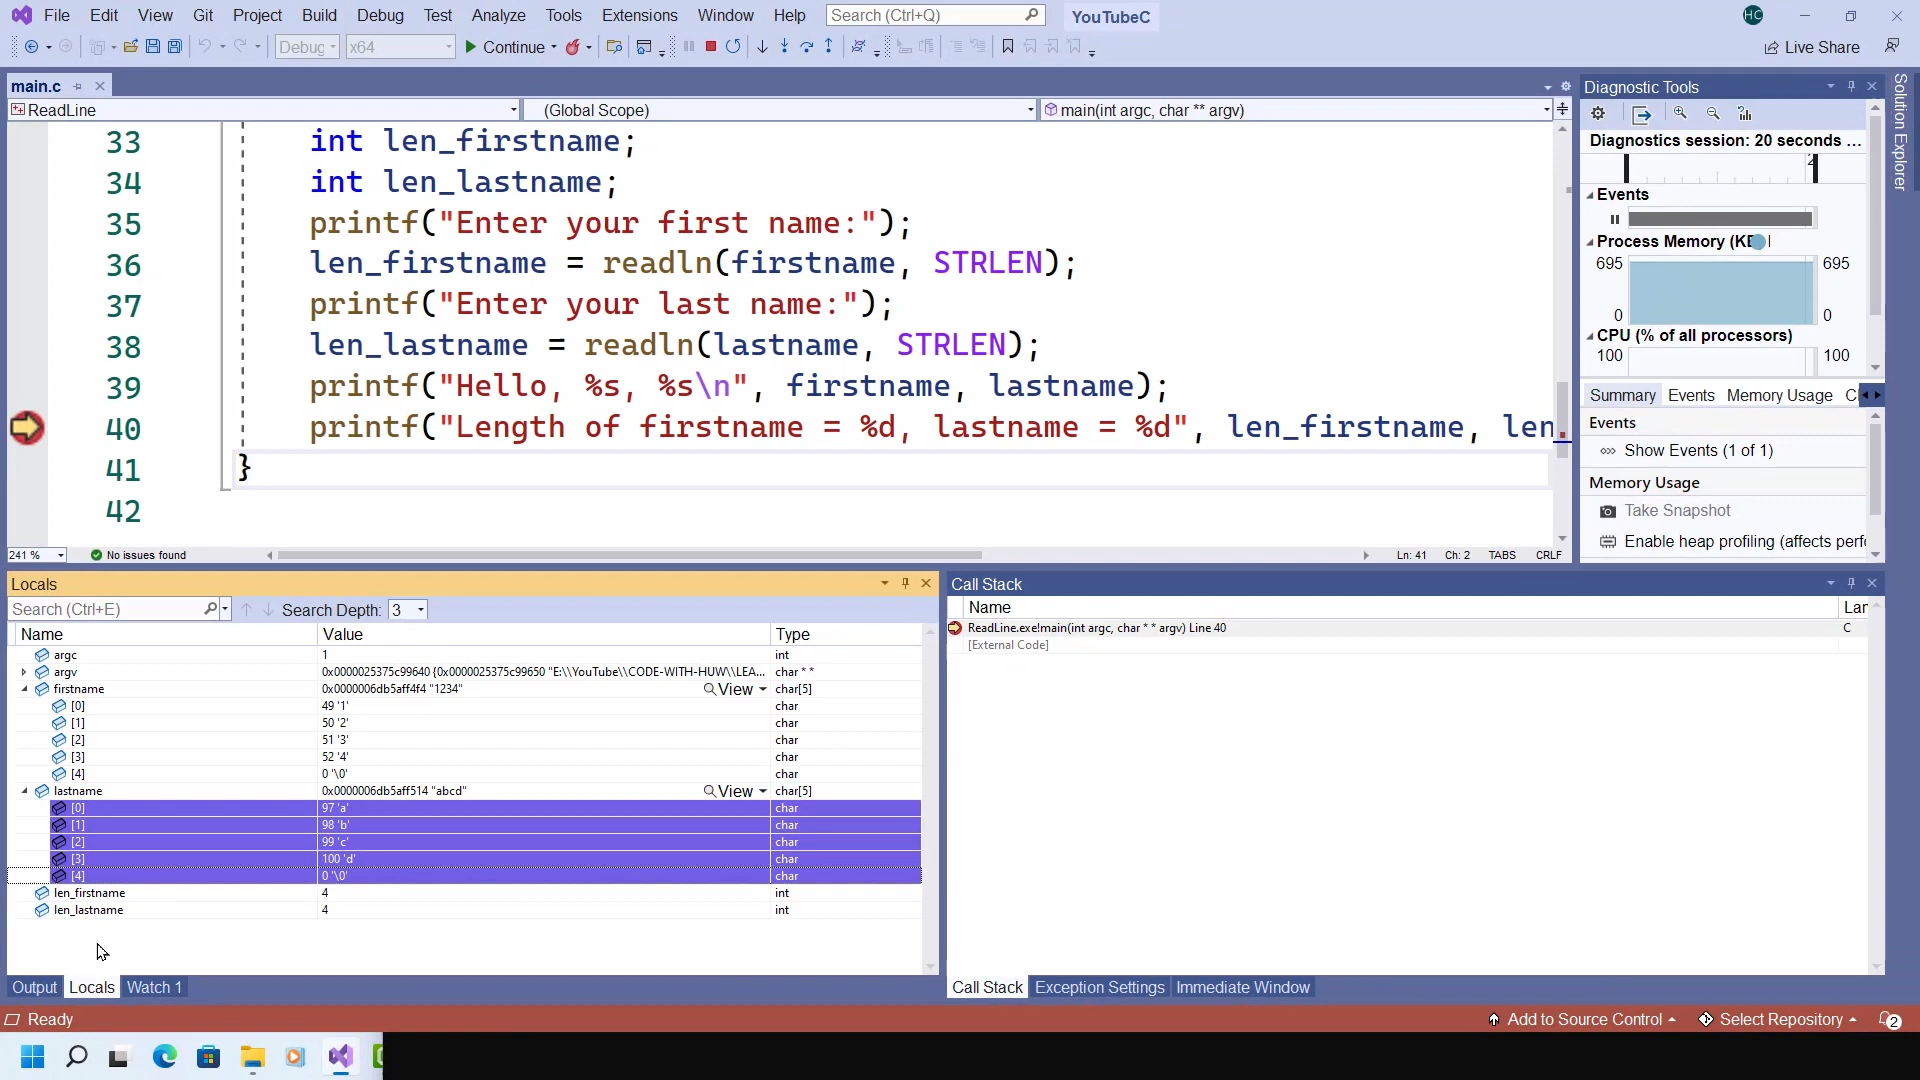 File Edit View Git Project Build Debug Test Analyze Tools Extensions Window Help Search (Ctrl+Q) YouTubeC HC
Debug x64 Continue Live Share
main.c
ReadLine (Global Scope) main(int argc, char ** argv)
33 int len_firstname;
34 int len_lastname;
35 printf("Enter your first name:");
36 len_firstname = readln(firstname, STRLEN);
37 printf("Enter your last name:");
38 len_lastname = readln(lastname, STRLEN);
39 printf("Hello, %s, %s\n", firstname, lastname);
40 printf("Length of firstname = %d, lastname = %d", len_firstname, len
41 }
42
241 % No issues found Ln: 41 Ch: 2 TABS CRLF
Diagnostic Tools
Diagnostics session: 20 seconds ...
Events
Process Memory (KB
695 695
0 0
CPU (% of all processors)
100 100
Summary Events Memory Usage C
Events
Show Events (1 of 1)
Memory Usage
Take Snapshot
Enable heap profiling (affects perf
Solution Explorer
Locals
Search (Ctrl+E) Search Depth: 3
Name Value Type
argc 1 int
argv 0x0000025375c99640 {0x0000025375c99650 "E:\\YouTube\\CODE-WITH-HUW\\LEA... char * *
firstname 0x0000006db5aff4f4 "1234" View char[5]
[0] 49 '1' char
[1] 50 '2' char
[2] 51 '3' char
[3] 52 '4' char
[4] 0 '\0' char
lastname 0x0000006db5aff514 "abcd" View char[5]
[0] 97 'a' char
[1] 98 'b' char
[2] 99 'c' char
[3] 100 'd' char
[4] 0 '\0' char
len_firstname 4 int
len_lastname 4 int
Output Locals Watch 1
Call Stack
Name Lar
ReadLine.exe!main(int argc, char * * argv) Line 40 C
[External Code]
Call Stack Exception Settings Immediate Window
Ready Add to Source Control Select Repository 2